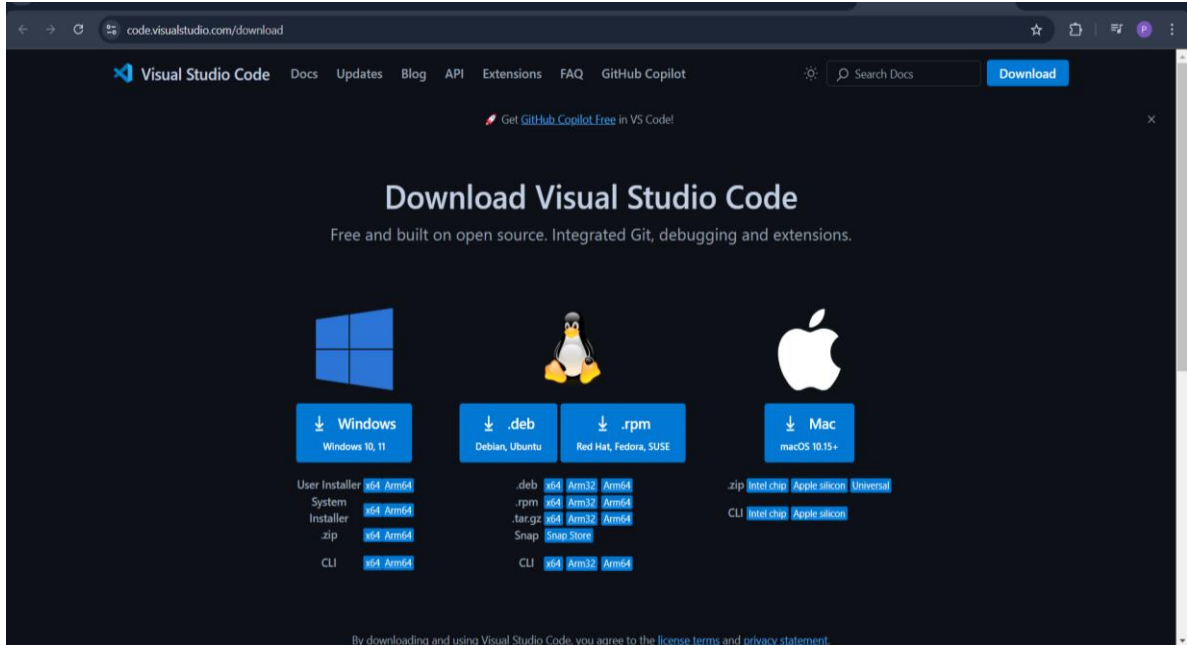 code.visualstudio.com/download
P
Visual Studio Code Docs Updates Blog API Extensions FAQ GitHub Copilot Search Docs Download
🚀 Get GitHub Copilot Free in VS Code!
Download Visual Studio Code
Free and built on open source. Integrated Git, debugging and extensions.
Windows
Windows 10, 11
User Installer x64 Arm64
System
Installer x64 Arm64
.zip x64 Arm64
CLI x64 Arm64
.deb
Debian, Ubuntu
.rpm
Red Hat, Fedora, SUSE
.deb x64 Arm32 Arm64
.rpm x64 Arm32 Arm64
.tar.gz x64 Arm32 Arm64
Snap Snap Store
CLI x64 Arm32 Arm64
Mac
macOS 10.15+
.zip Intel chip Apple silicon Universal
CLI Intel chip Apple silicon
By downloading and using Visual Studio Code, you agree to the license terms and privacy statement.